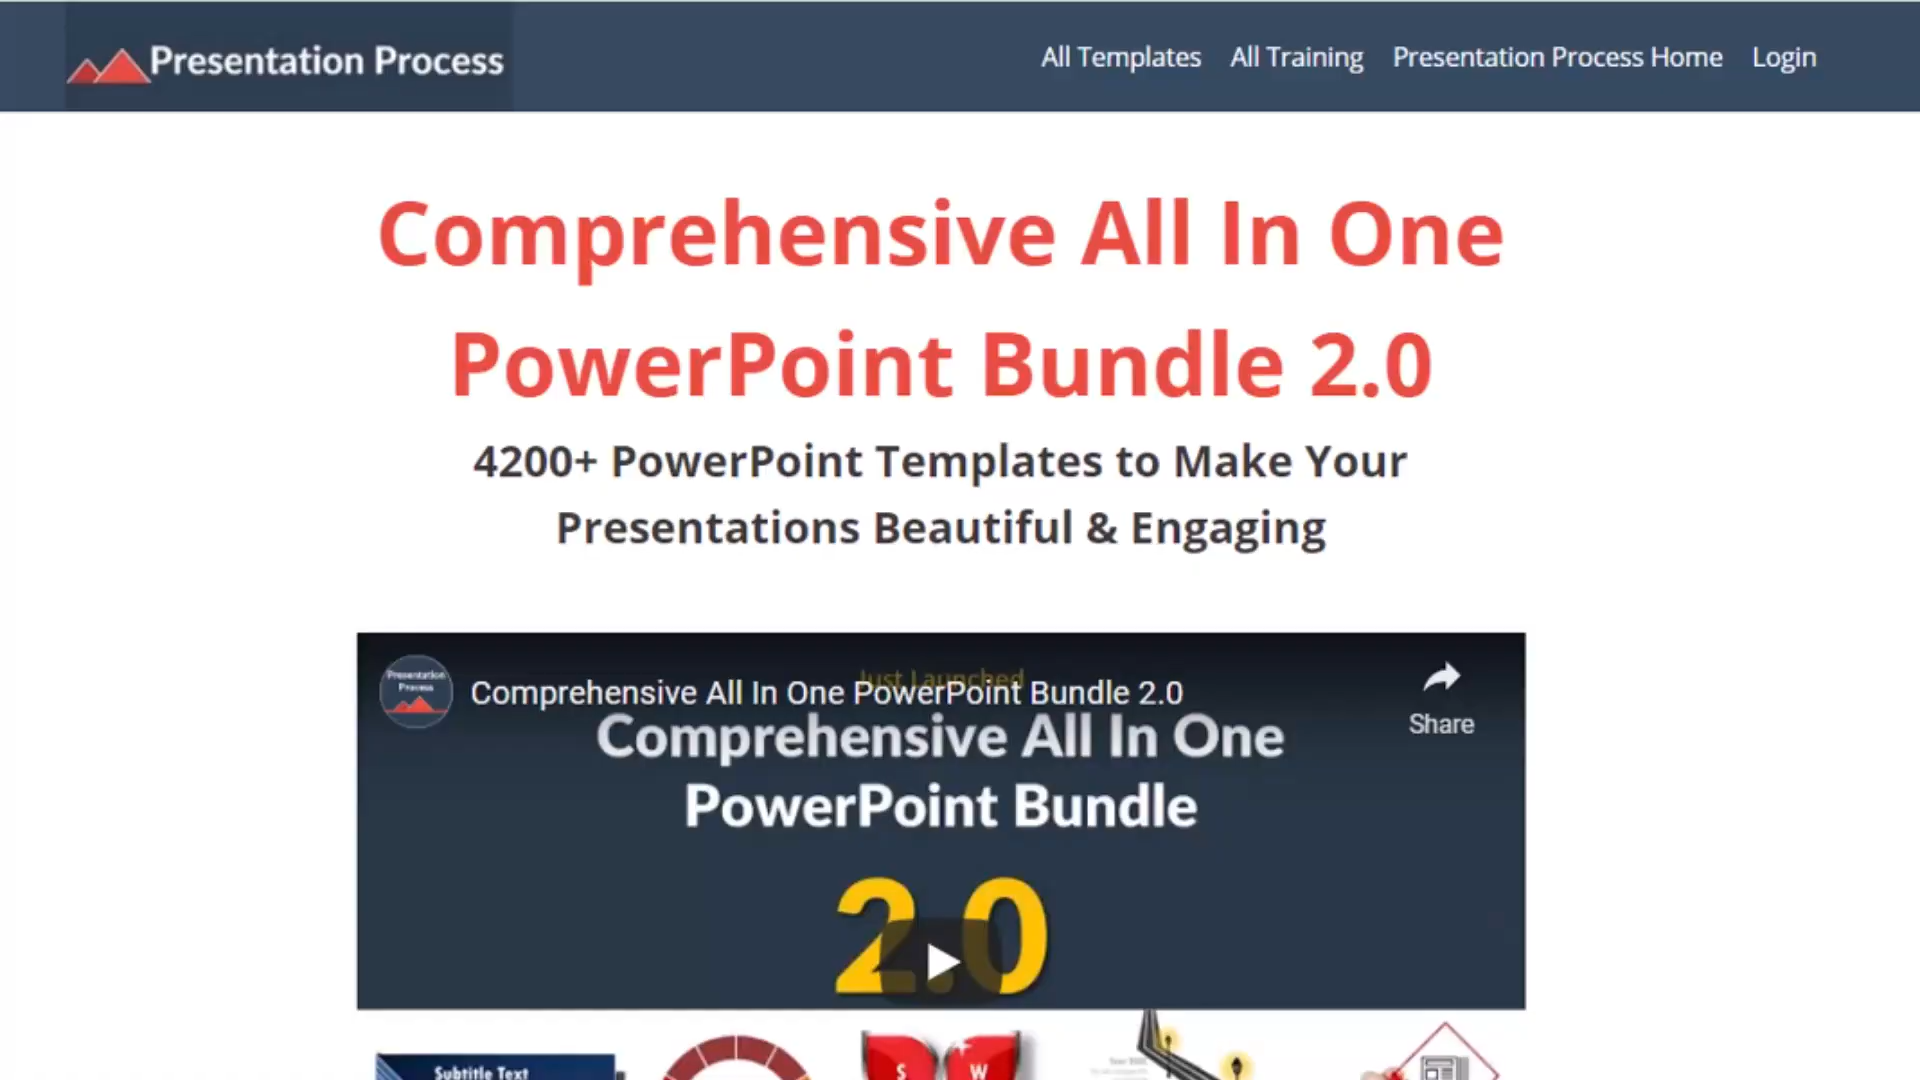 Presentation Process
All Templates All Training Presentation Process Home Login
Comprehensive All In One
PowerPoint Bundle 2.0
4200+ PowerPoint Templates to Make Your
Presentations Beautiful & Engaging
Presentation
Process
Just Launched
Comprehensive All In One PowerPoint Bundle 2.0
Share
Comprehensive All In One
PowerPoint Bundle
2.0
Subtitle Text
S W